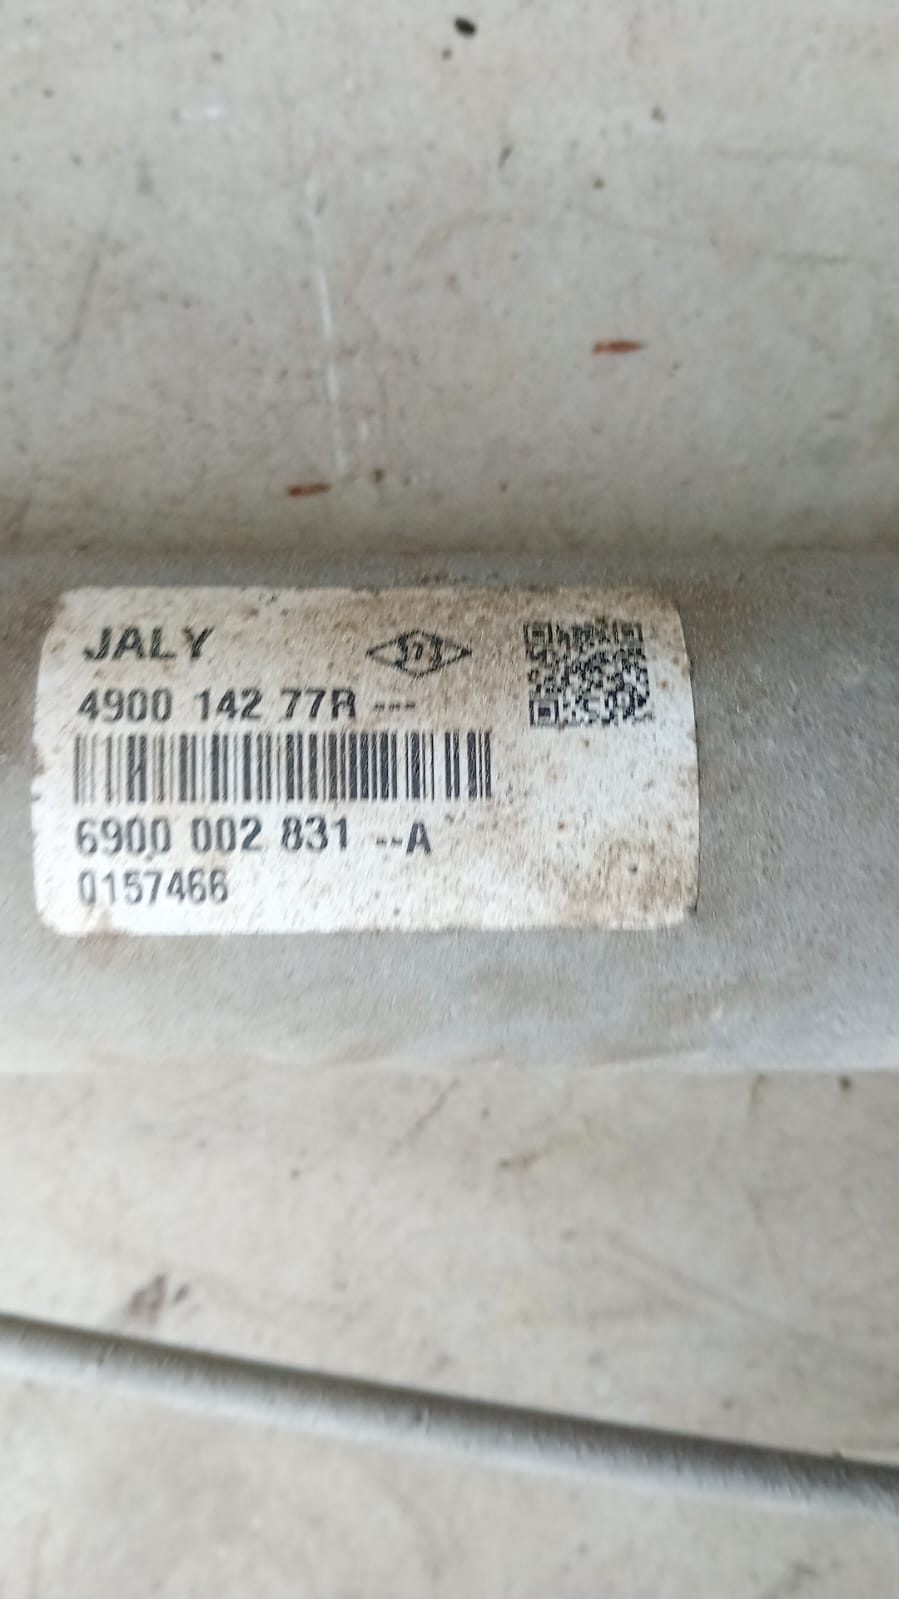 JALY
4900 142 77R ---
6900 002 831 --A
0157466